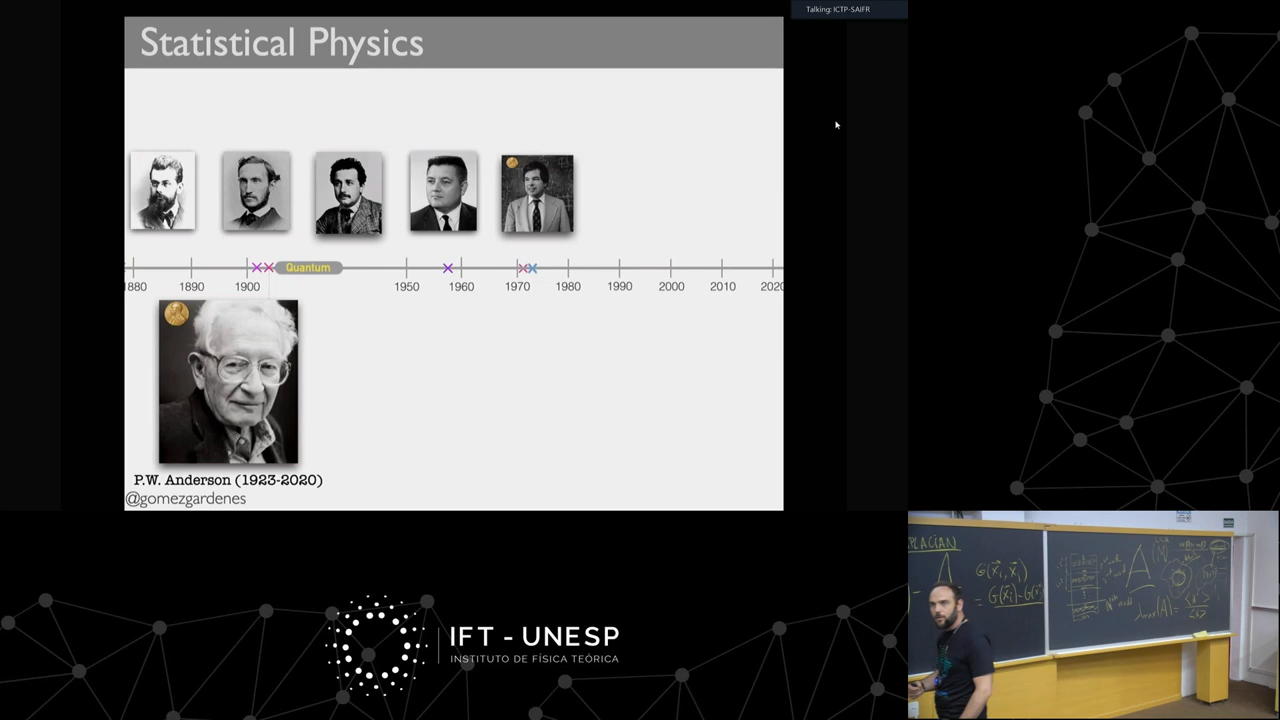 Talking: ICTP-SAIFR
Statistical Physics
Quantum
1880
1890
1900
1950
1960
1970
1980
1990
2000
2010
2020
P.W. Anderson (1923-2020)
@gomezgardenes
IFT - UNESP
INSTITUTO DE FÍSICA TEÓRICA
PLACIAN
A